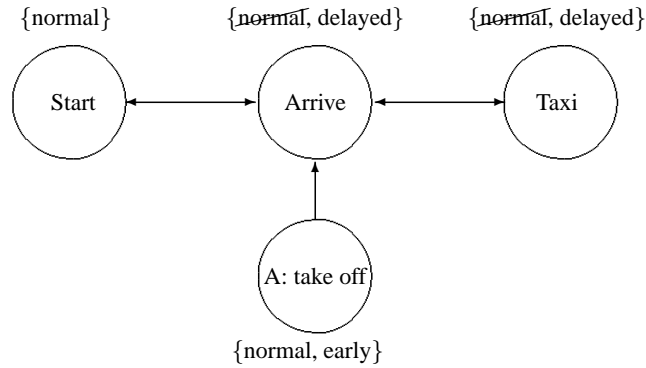 {normal}
{normal, delayed}
{normal, delayed}
Start
Arrive
Taxi
A: take off
{normal, early}